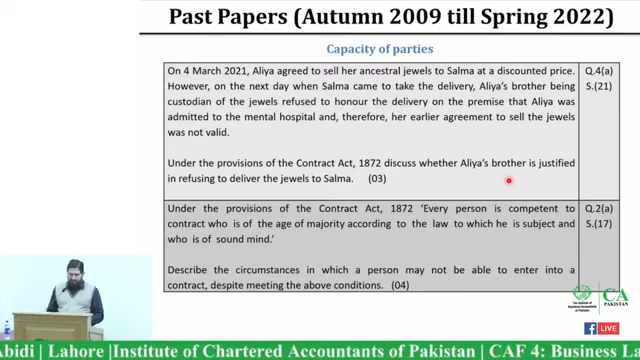 Past Papers (Autumn 2009 till Spring 2022)
Capacity of parties
On 4 March 2021, Aliya agreed to sell her ancestral jewels to Salma at a discounted price.
However, on the next day when Salma came to take the delivery, Aliya's brother being
custodian of the jewels refused to honour the delivery on the premise that Aliya was
admitted to the mental hospital and, therefore, her earlier agreement to sell the jewels
was not valid.
Under the provisions of the Contract Act, 1872 discuss whether Aliya's brother is justified
in refusing to deliver the jewels to Salma. (03)
Q.4(a)
S.(21)
Under the provisions of the Contract Act, 1872 'Every person is competent to
contract who is of the age of majority according to the law to which he is subject and
who is of sound mind.'
Describe the circumstances in which a person may not be able to enter into a
contract, despite meeting the above conditions. (04)
Q.2(a)
S.(17)
The Institute of
Chartered Accountants
of Pakistan
CA
PAKISTAN
f LIVE
Abidi | Lahore |Institute of Chartered Accountants of Pakistan | CAF 4: Business La